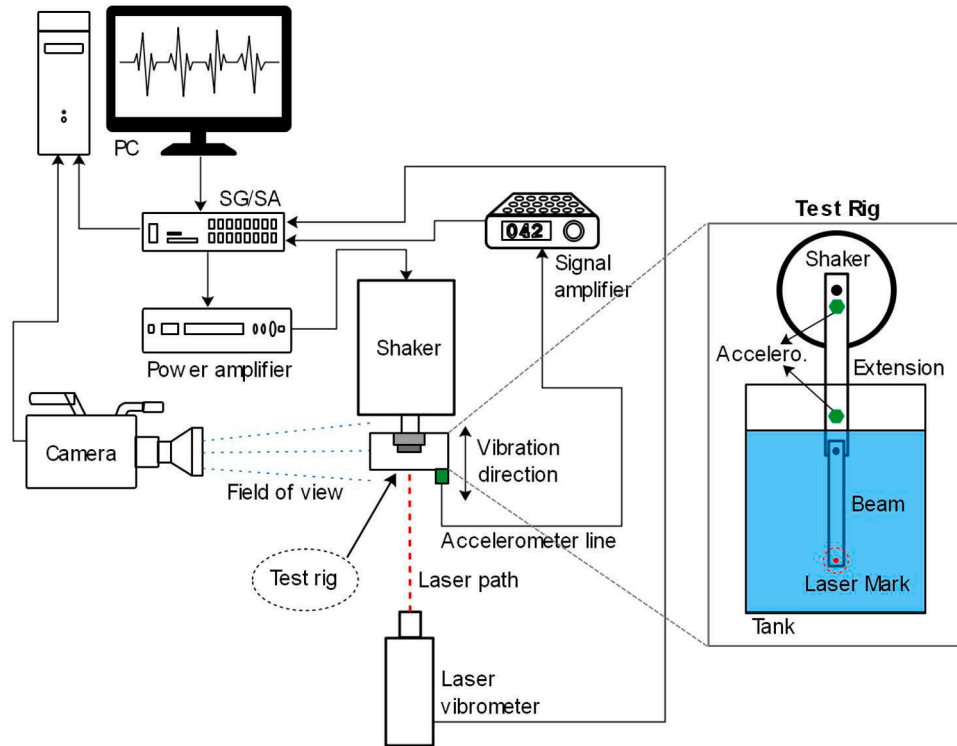 PC
SG/SA
042
Signal
amplifier
Power amplifier
Shaker
Camera
Field of view
Vibration
direction
Accelerometer line
Test rig
Laser path
Laser
vibrometer
Test Rig
Shaker
Accelero.
Extension
Beam
Laser Mark
Tank